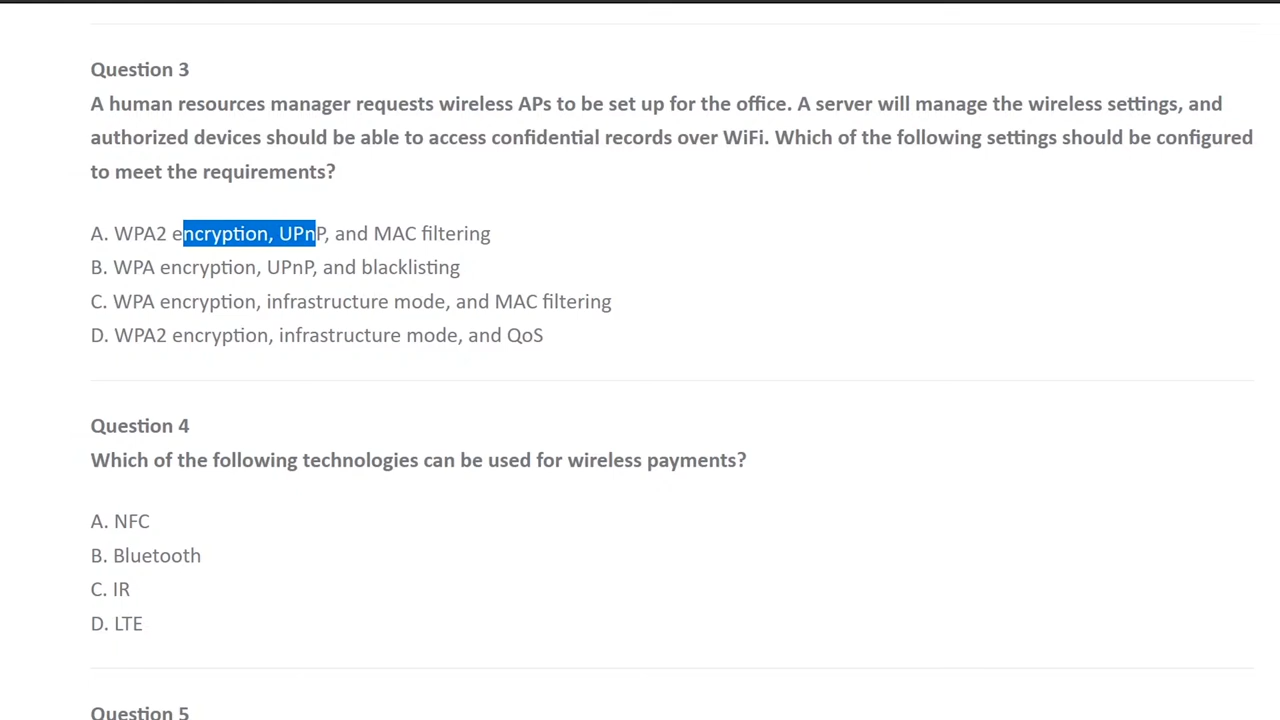 Question 3
A human resources manager requests wireless APs to be set up for the office. A server will manage the wireless settings, and
authorized devices should be able to access confidential records over WiFi. Which of the following settings should be configured
to meet the requirements?
A. WPA2 encryption, UPnP, and MAC filtering
B. WPA encryption, UPnP, and blacklisting
C. WPA encryption, infrastructure mode, and MAC filtering
D. WPA2 encryption, infrastructure mode, and QoS
Question 4
Which of the following technologies can be used for wireless payments?
A. NFC
B. Bluetooth
C. IR
D. LTE
Question 5